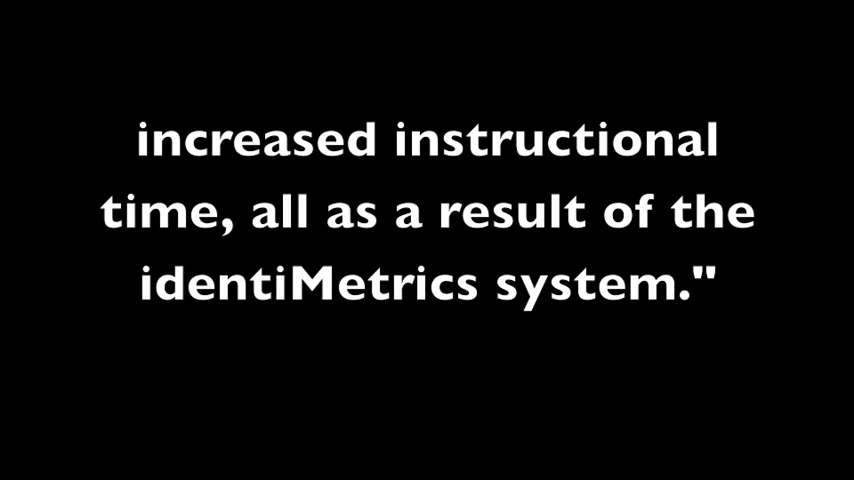 increased instructional
time, all as a result of the
identiMetrics system."